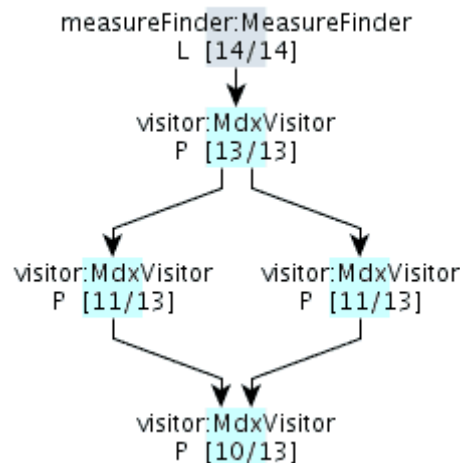 measureFinder:MeasureFinder
L [14/14]
visitor:MdxVisitor
P [13/13]
visitor:MdxVisitor
P [11/13]
visitor:MdxVisitor
P [11/13]
visitor:MdxVisitor
P [10/13]